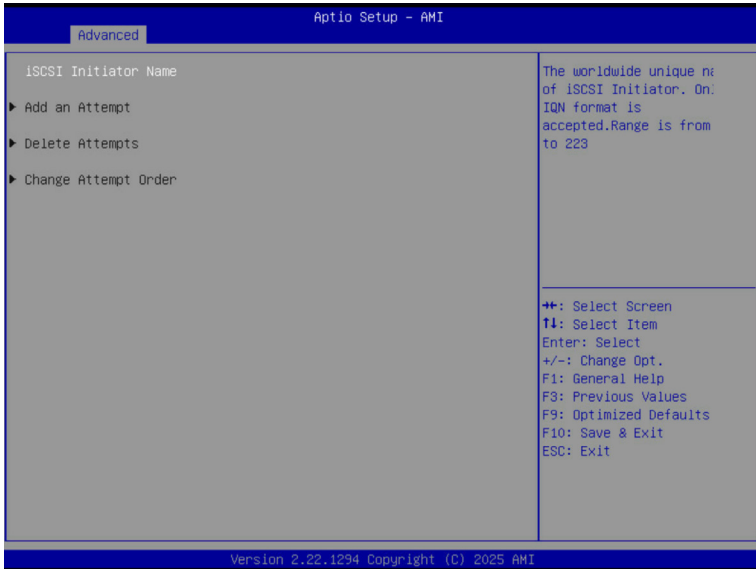 Aptio Setup - AMI
Advanced
iSCSI Initiator Name
Add an Attempt
Delete Attempts
Change Attempt Order
The worldwide unique
of iSCSI Initiator.
IQN format is
accepted.Range is from
to 223
→←: Select Screen
↑↓: Select Item
Enter: Select
+/-: Change Opt.
F1: General Help
F3: Previous Values
F9: Optimized Defaults
F10: Save & Exit
ESC: Exit
Version 2.22.1294 Copyright (C) 2025 AMI